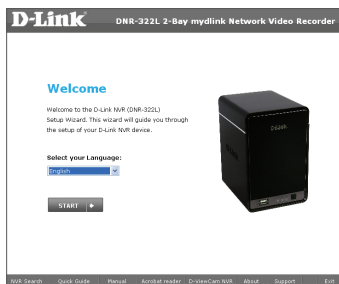 D-Link
DNR-322L 2-Bay mydlink Network Video Recorder
Welcome
Welcome to the D-Link NVR (DNR-322L)
Setup Wizard. This wizard will guide you through
the setup of your D-Link NVR device.
Select your Language:
English
START
D-Link
D-Link
NVR Search Quick Guide Manual Acrobat reader D-ViewCam NVR About Support Exit